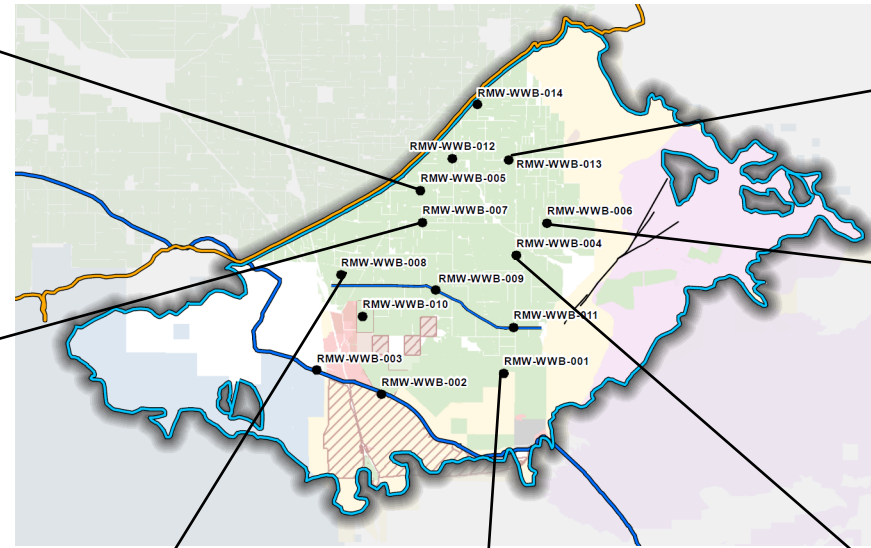 RMW-WWB-014
RMW-WWB-012
RMW-WWB-013
RMW-WWB-005
RMW-WWB-007
RMW-WWB-006
RMW-WWB-004
RMW-WWB-008
RMW-WWB-009
RMW-WWB-010
RMW-WWB-011
RMW-WWB-003
RMW-WWB-001
RMW-WWB-002